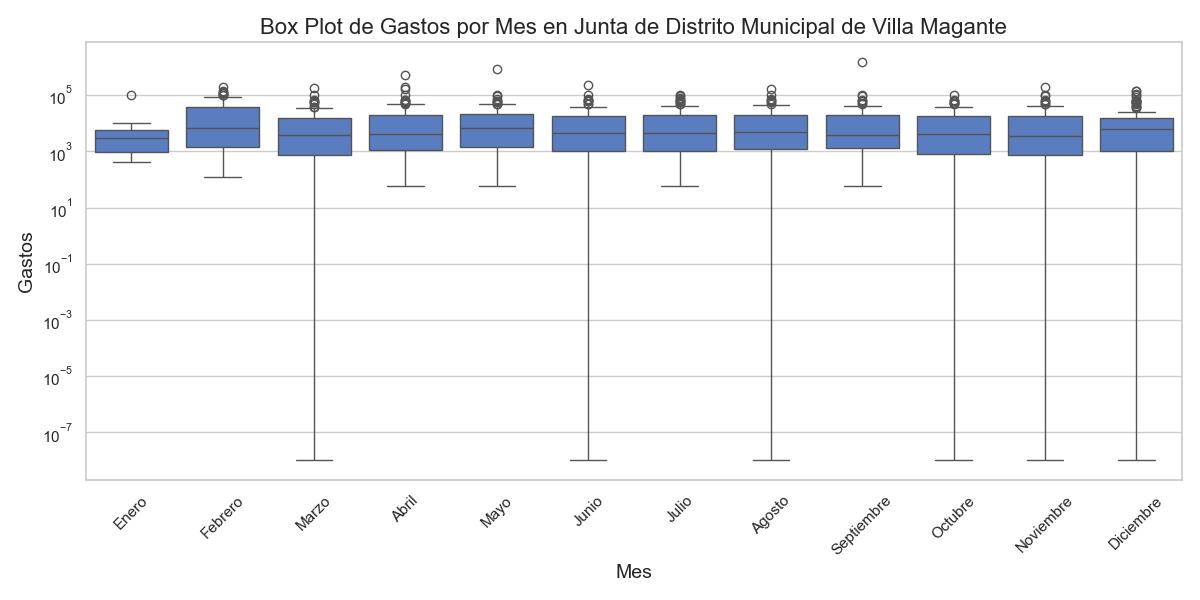 Box Plot de Gastos por Mes en Junta de Distrito Municipal de Villa Magante
Gastos
10^5
10^3
10^1
10^−1
10^−3
10^−5
10^−7
Enero
Febrero
Marzo
Abril
Mayo
Junio
Julio
Agosto
Septiembre
Octubre
Noviembre
Diciembre
Mes